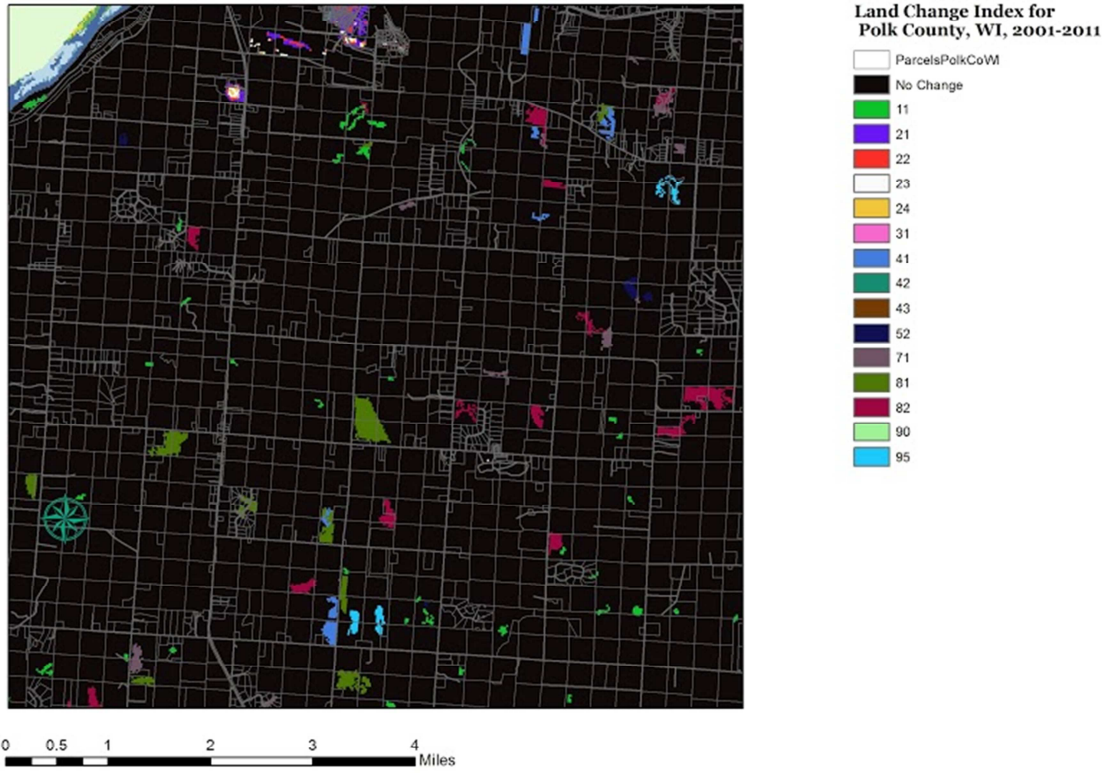 Land Change Index for
Polk County, WI, 2001-2011
ParcelsPolkCoWI
No Change
11
21
22
23
24
31
41
42
43
52
71
81
82
90
95
0 0.5 1 2 3 4
Miles